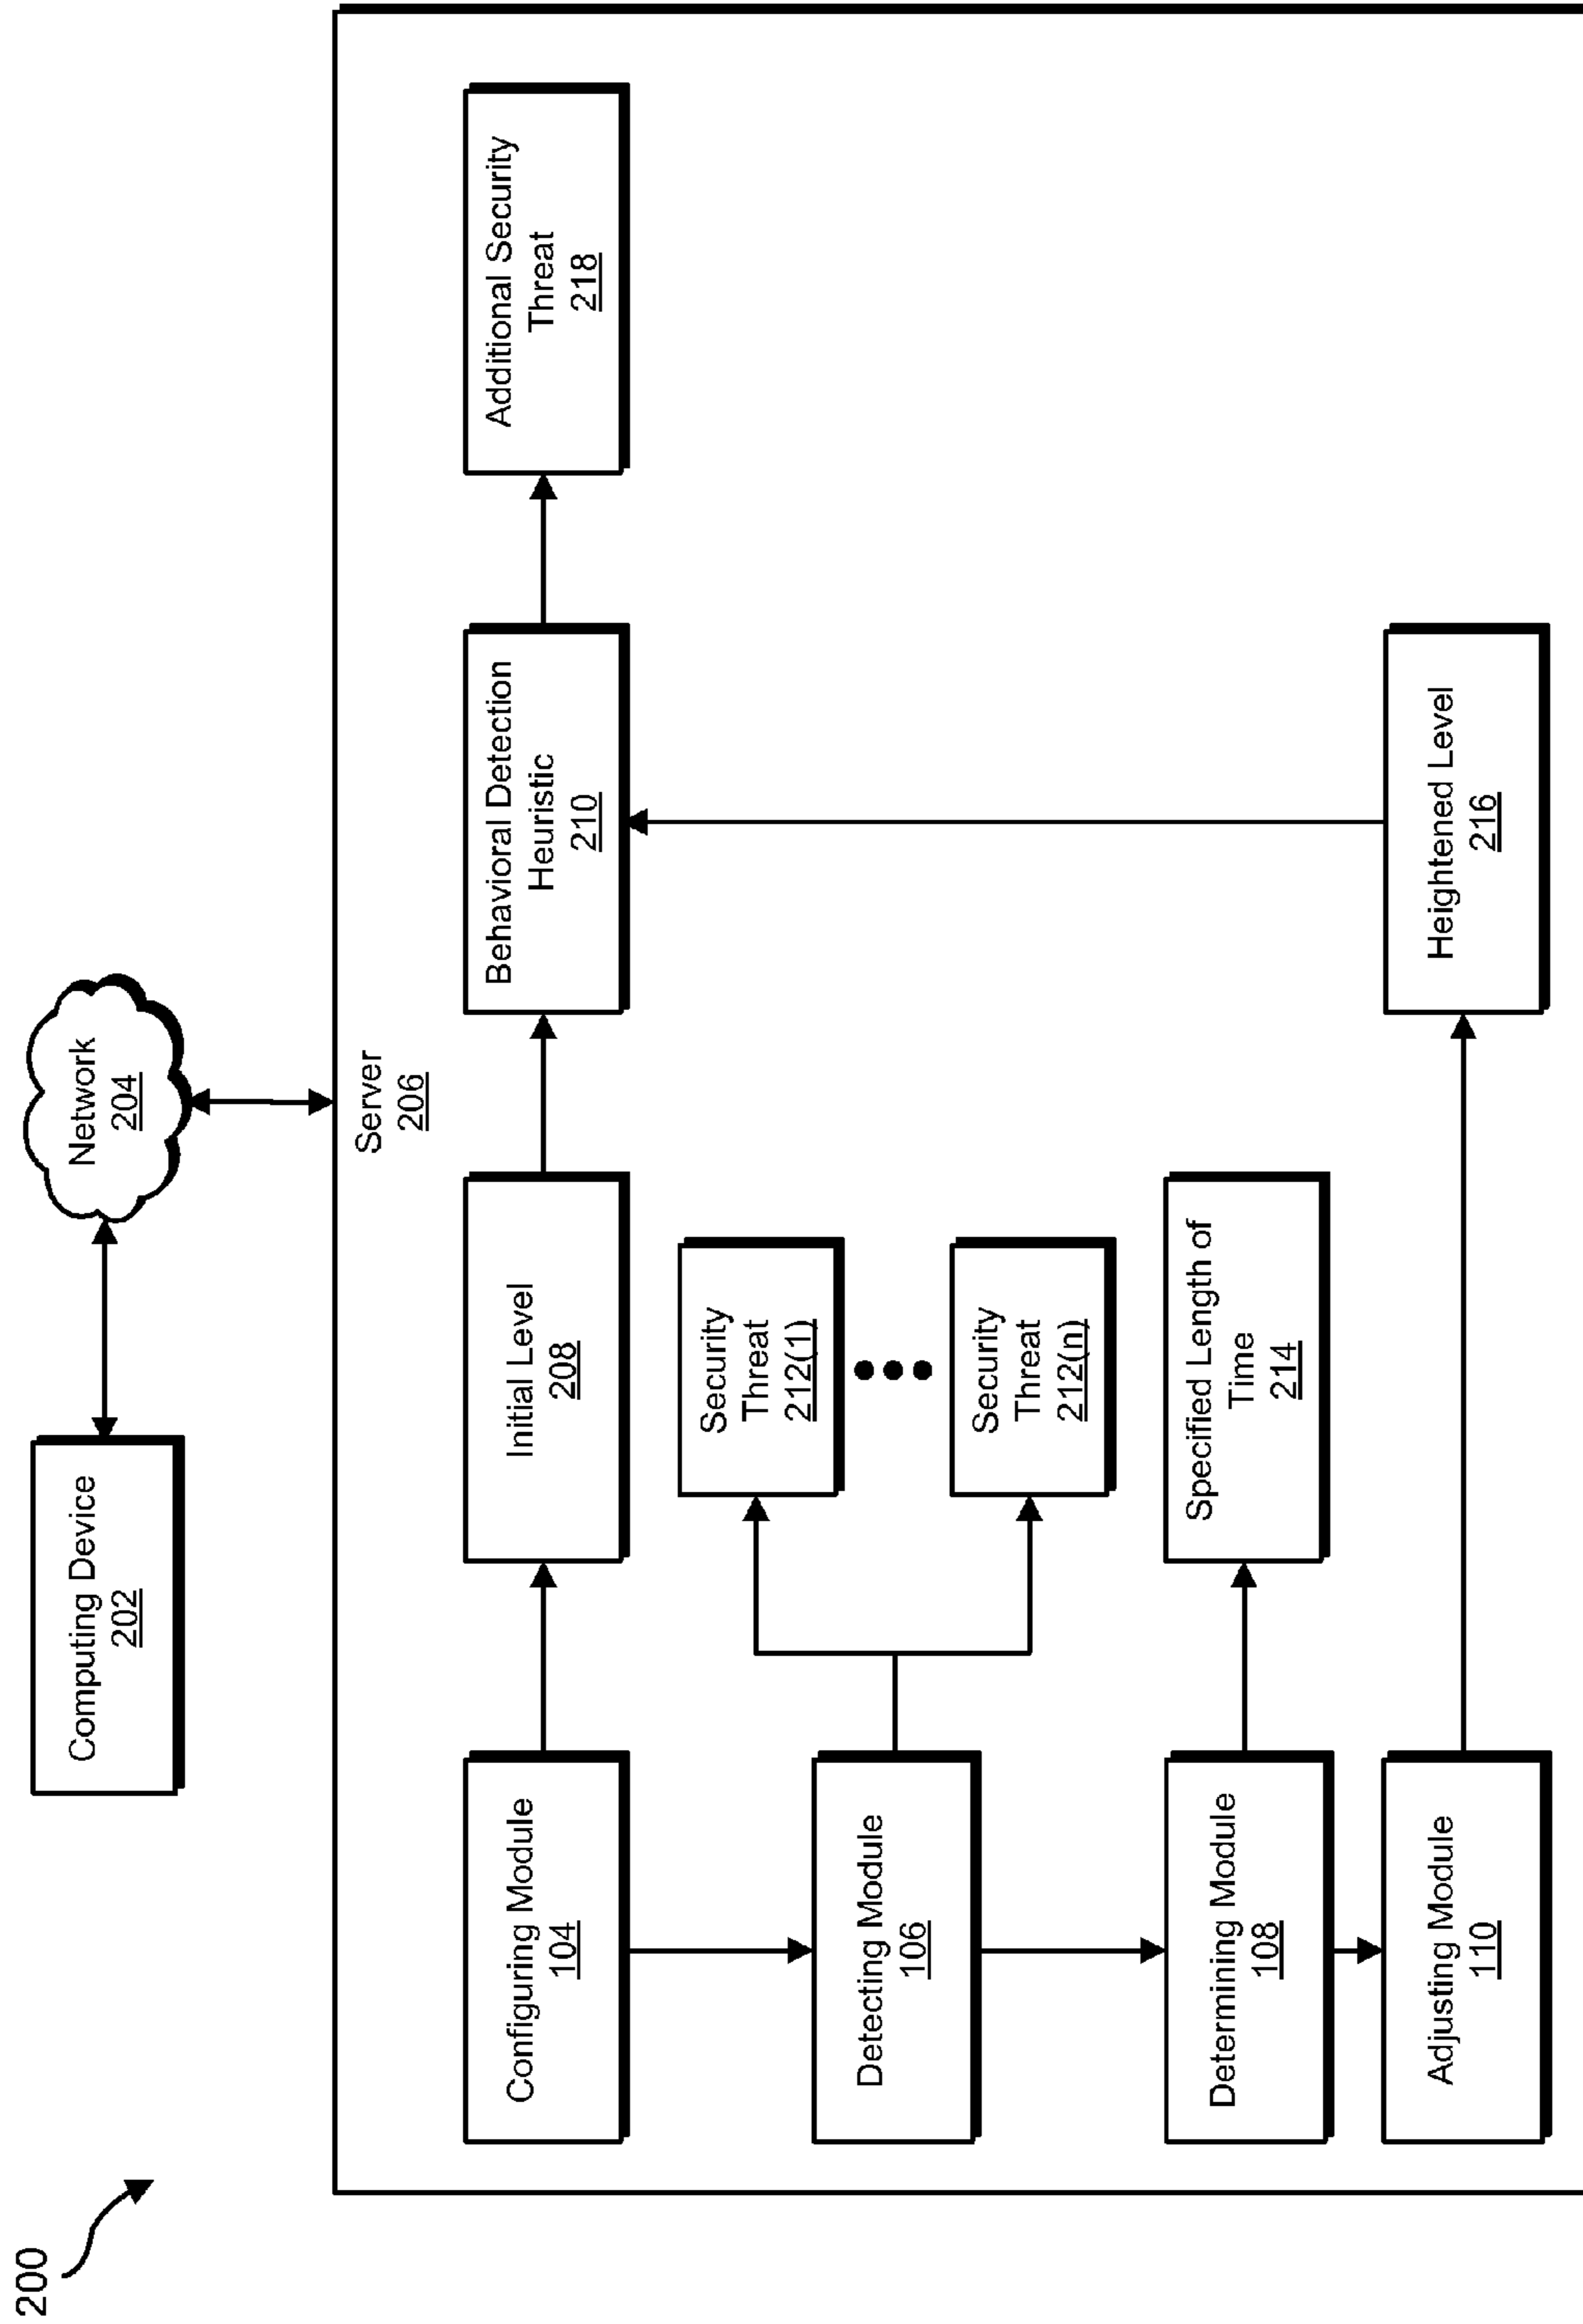 200
Computing Device
202
Network
204
Server
206
Configuring Module
104
Initial Level
208
Behavioral Detection
Heuristic
210
Additional Security
Threat
218
Detecting Module
106
Security
Threat
212(1)
Security
Threat
212(n)
Determining Module
108
Specified Length of
Time
214
Adjusting Module
110
Heightened Level
216